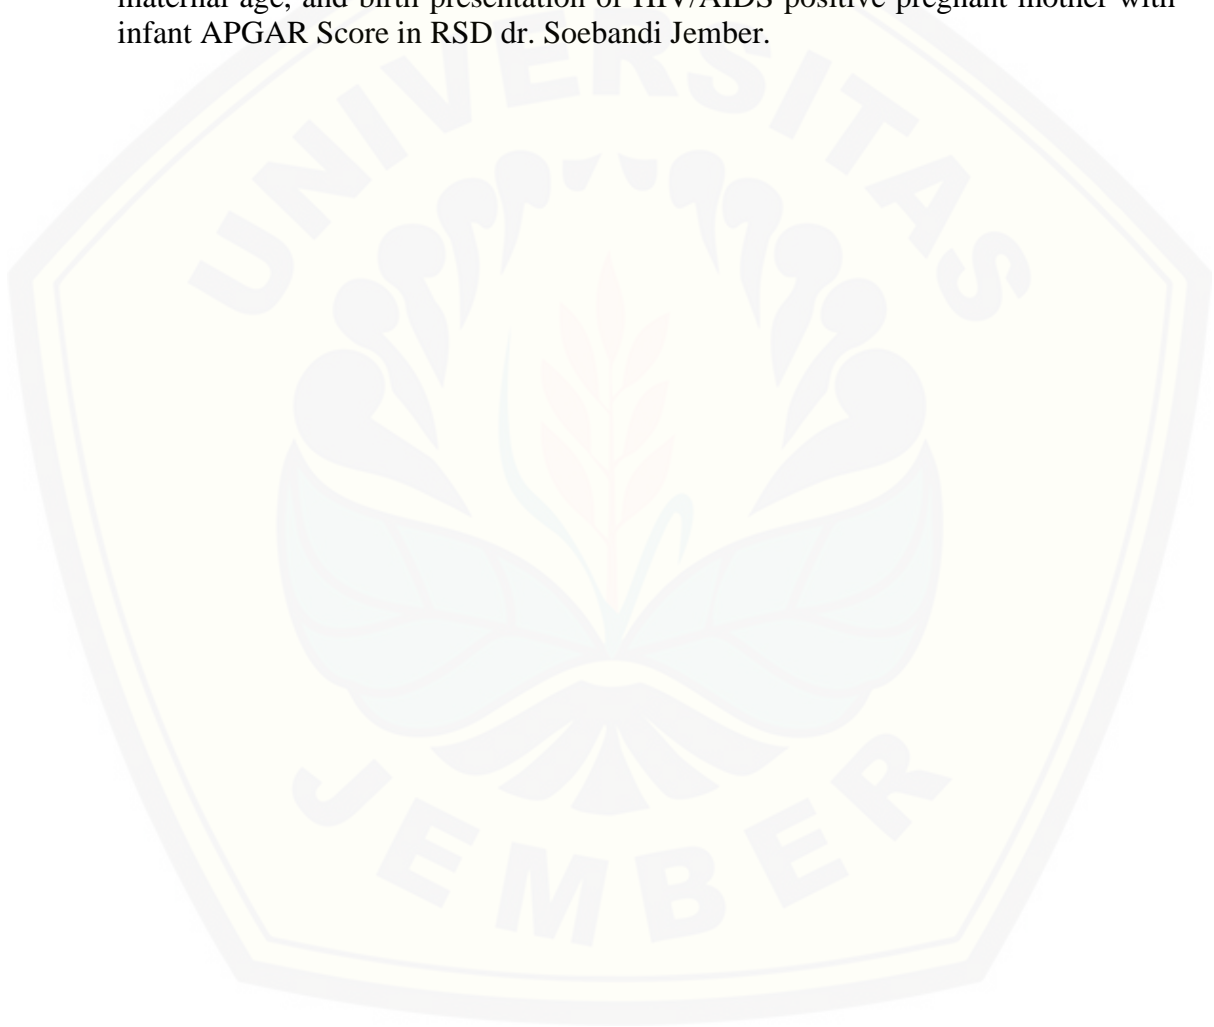 maternal age, and birth presentation of HIV/AIDS positive pregnant mother with
infant APGAR Score in RSD dr. Soebandi Jember.
UNIVERSITAS
JEMBER